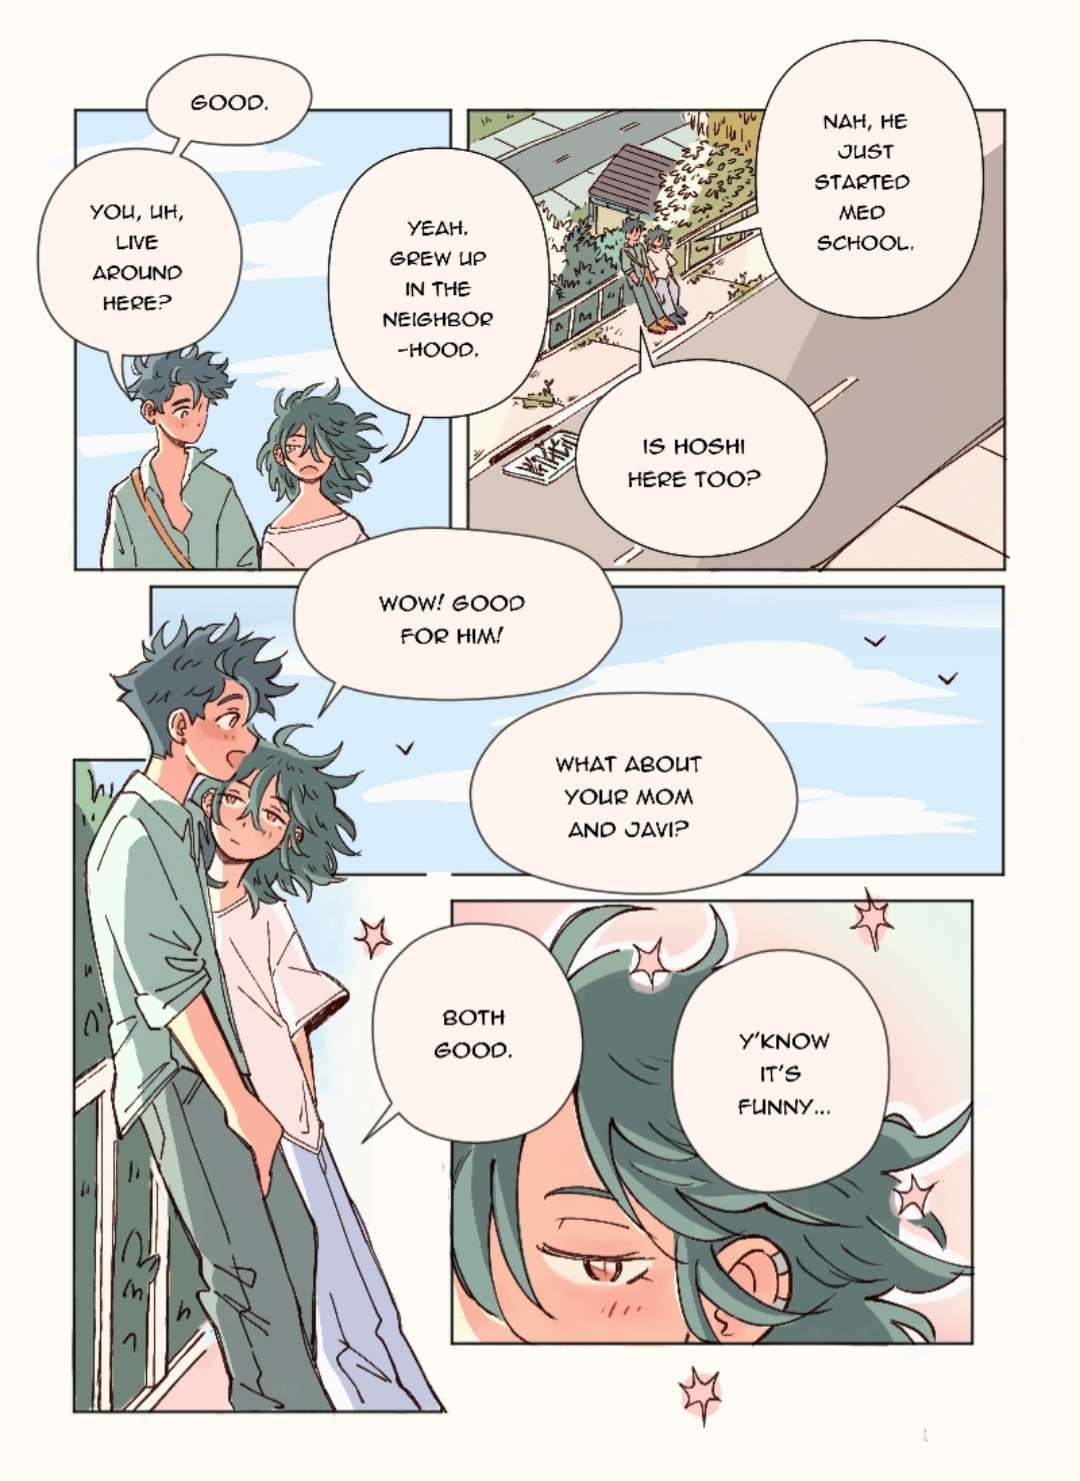 GOOD.
YOU, UH,
LIVE
AROUND
HERE?
YEAH.
GREW UP
IN THE
NEIGHBOR
-HOOD.
IS HOSHI
HERE TOO?
NAH, HE
JUST
STARTED
MED
SCHOOL.
WOW! GOOD
FOR HIM!
WHAT ABOUT
YOUR MOM
AND JAVI?
BOTH
GOOD.
Y'KNOW
IT'S
FUNNY...